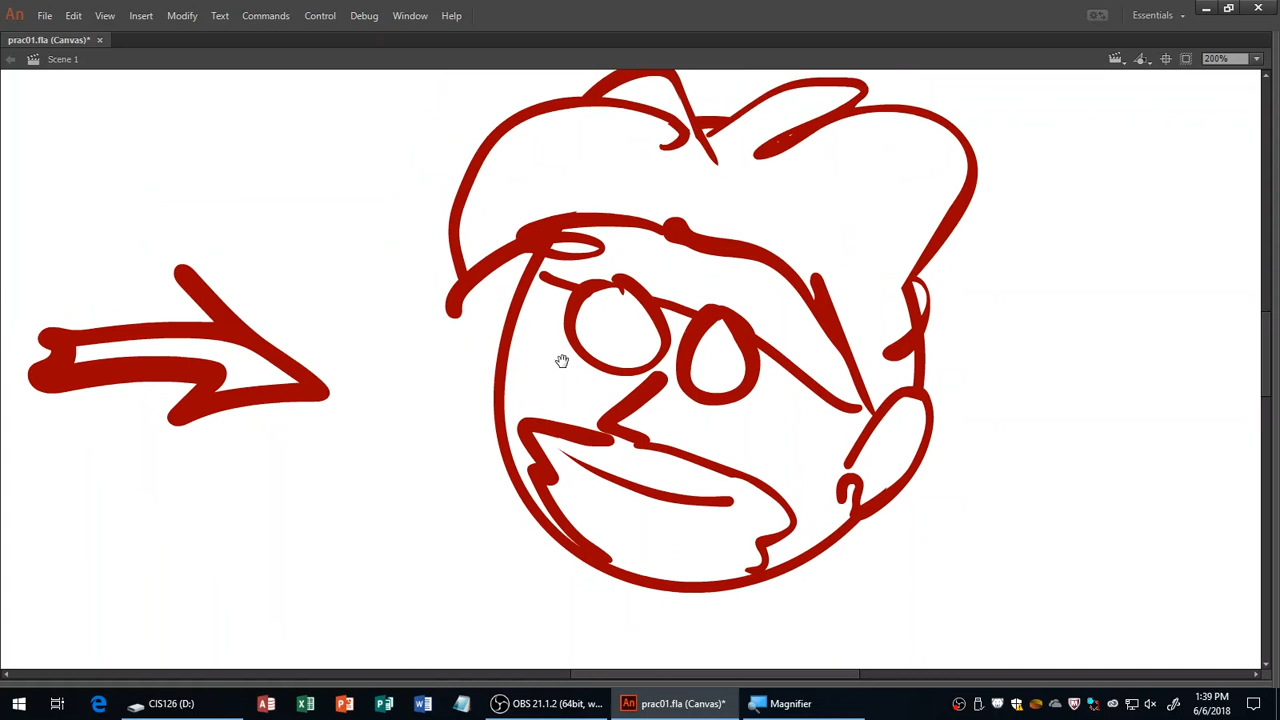 An File Edit View Insert Modify Text Commands Control Debug Window Help Essentials
prac01.fla (Canvas)* ×
Scene 1 200%
CIS126 (D:) OBS 21.1.2 (64bit, w... An prac01.fla (Canvas)* Magnifier 1:39 PM
6/6/2018